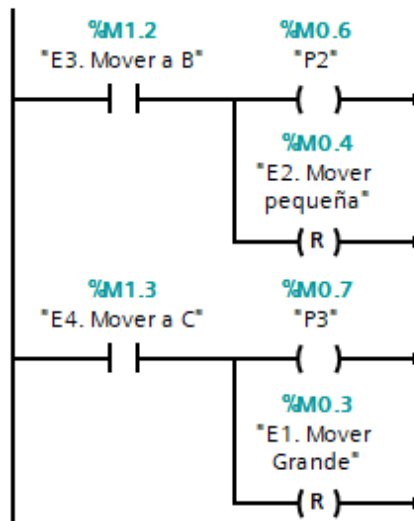 %M1.2 %M0.6
"E3. Mover a B" "P2"
%M0.4
"E2. Mover
pequeña"
R
%M1.3 %M0.7
"E4. Mover a C" "P3"
%M0.3
"E1. Mover
Grande"
R